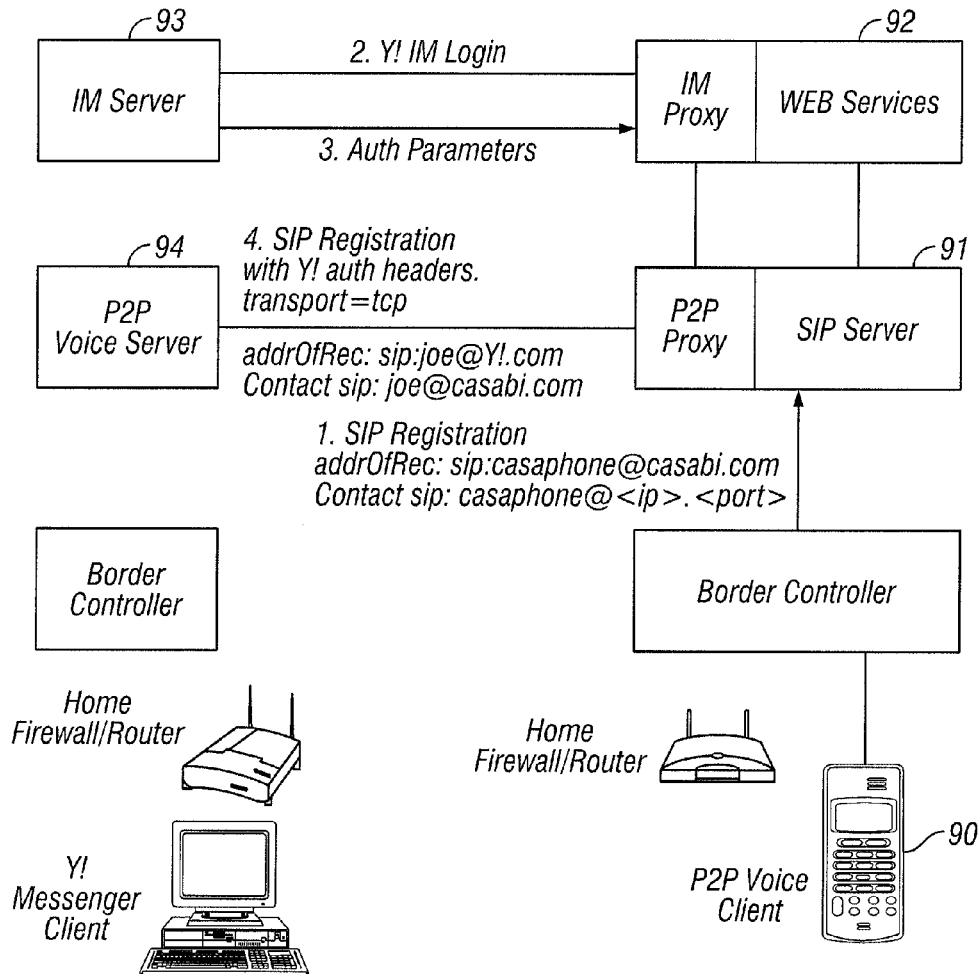 93
IM Server
2. Y! IM Login
3. Auth Parameters
92
IM
Proxy
WEB Services
94
P2P
Voice Server
4. SIP Registration
with Y! auth headers.
transport=tcp
addrOfRec: sip:joe@Y!.com
Contact sip: joe@casabi.com
91
P2P
Proxy
SIP Server
1. SIP Registration
addrOfRec: sip:casaphone@casabi.com
Contact sip: casaphone@<ip>.<port>
Border
Controller
Border Controller
Home
Firewall/Router
Home
Firewall/Router
Y!
Messenger
Client
P2P Voice
Client
90